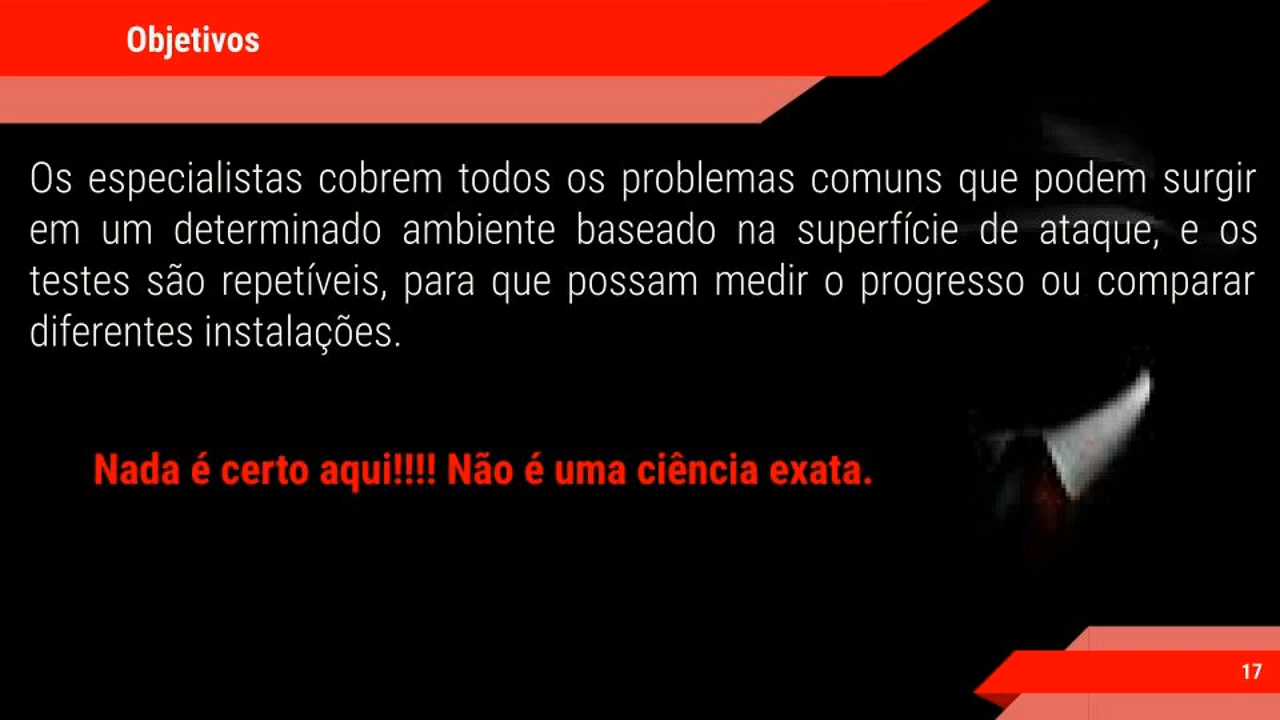 Objetivos
Os especialistas cobrem todos os problemas comuns que podem surgir
em um determinado ambiente baseado na superfície de ataque, e os
testes são repetíveis, para que possam medir o progresso ou comparar
diferentes instalações.
Nada é certo aqui!!!! Não é uma ciência exata.
17